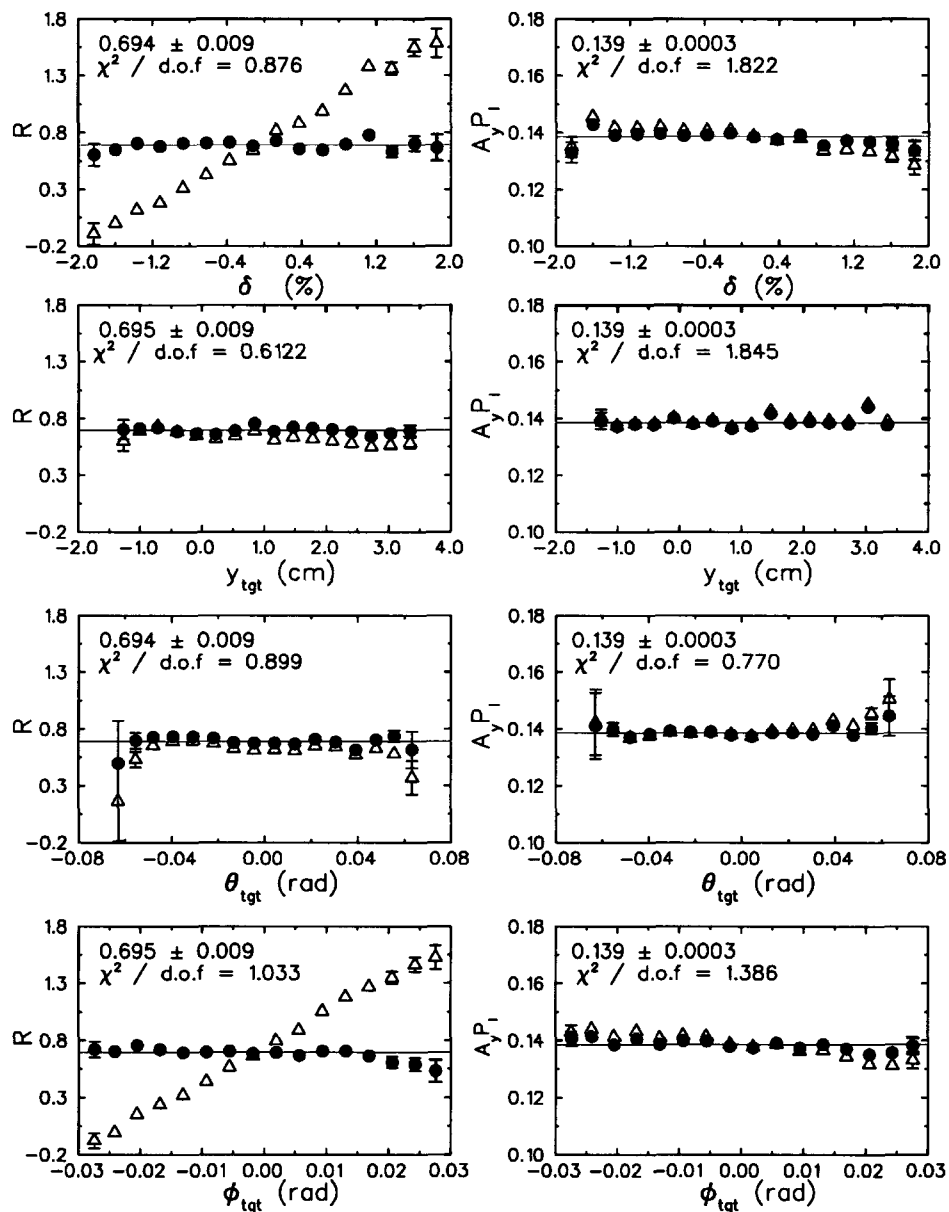 1.8
1.3
0.8
0.3
−0.2
R
0.694 ± 0.009
χ² / d.o.f = 0.876
−2.0 −1.2 −0.4 0.4 1.2 2.0
δ (%)
0.18
0.16
0.14
0.12
0.10
A_y P_l
0.139 ± 0.0003
χ² / d.o.f = 1.822
−2.0 −1.2 −0.4 0.4 1.2 2.0
δ (%)
1.8
1.3
0.8
0.3
−0.2
R
0.695 ± 0.009
χ² / d.o.f = 0.6122
−2.0 −1.0 0.0 1.0 2.0 3.0 4.0
y_tgt (cm)
0.18
0.16
0.14
0.12
0.10
A_y P_l
0.139 ± 0.0003
χ² / d.o.f = 1.845
−2.0 −1.0 0.0 1.0 2.0 3.0 4.0
y_tgt (cm)
1.8
1.3
0.8
0.3
−0.2
R
0.694 ± 0.009
χ² / d.o.f = 0.899
−0.08 −0.04 0.00 0.04 0.08
θ_tgt (rad)
0.18
0.16
0.14
0.12
0.10
A_y P_l
0.139 ± 0.0003
χ² / d.o.f = 0.770
−0.08 −0.04 0.00 0.04 0.08
θ_tgt (rad)
1.8
1.3
0.8
0.3
−0.2
R
0.695 ± 0.009
χ² / d.o.f = 1.033
−0.03 −0.02 −0.01 0.00 0.01 0.02 0.03
ϕ_tgt (rad)
0.18
0.16
0.14
0.12
0.10
A_y P_l
0.139 ± 0.0003
χ² / d.o.f = 1.386
−0.03 −0.02 −0.01 0.00 0.01 0.02 0.03
ϕ_tgt (rad)